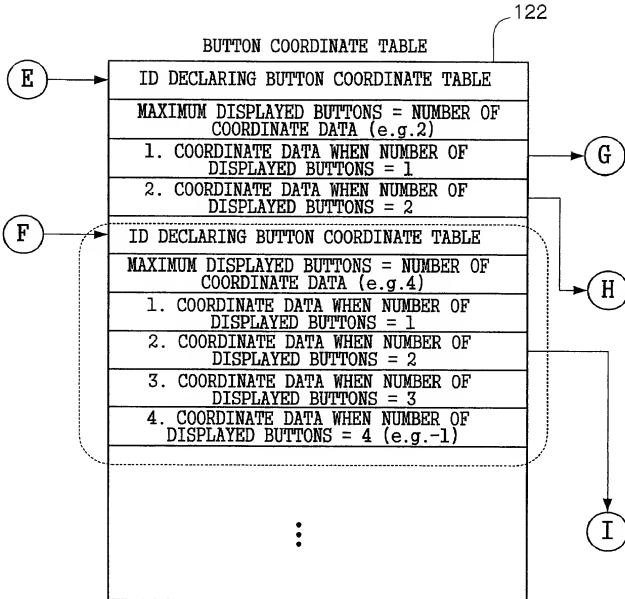 122
BUTTON COORDINATE TABLE
E
ID DECLARING BUTTON COORDINATE TABLE
MAXIMUM DISPLAYED BUTTONS = NUMBER OF
COORDINATE DATA (e.g.2)
1. COORDINATE DATA WHEN NUMBER OF
DISPLAYED BUTTONS = 1
G
2. COORDINATE DATA WHEN NUMBER OF
DISPLAYED BUTTONS = 2
F
ID DECLARING BUTTON COORDINATE TABLE
MAXIMUM DISPLAYED BUTTONS = NUMBER OF
COORDINATE DATA (e.g.4)
H
1. COORDINATE DATA WHEN NUMBER OF
DISPLAYED BUTTONS = 1
2. COORDINATE DATA WHEN NUMBER OF
DISPLAYED BUTTONS = 2
3. COORDINATE DATA WHEN NUMBER OF
DISPLAYED BUTTONS = 3
4. COORDINATE DATA WHEN NUMBER OF
DISPLAYED BUTTONS = 4 (e.g.-1)
I